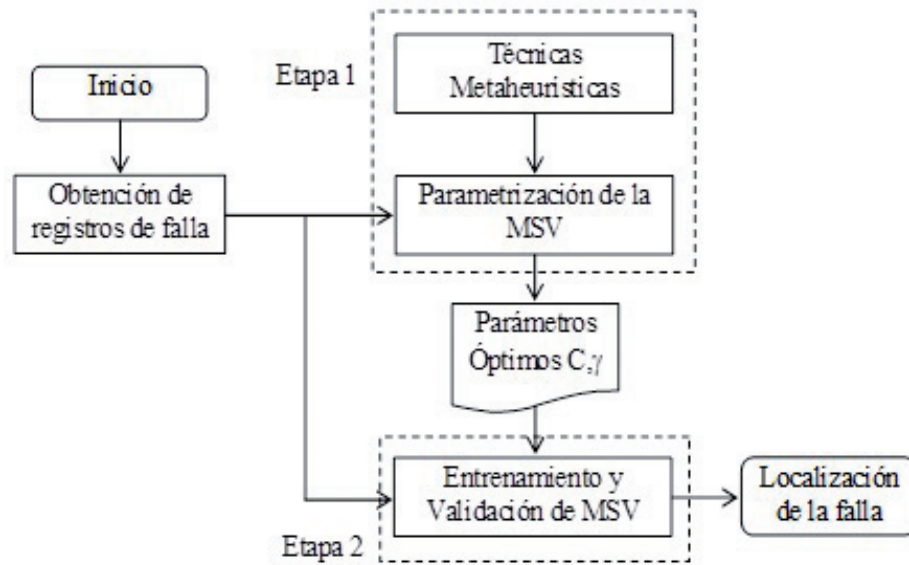 Inicio
Obtención de
registros de falla
Etapa 1
Técnicas
Metaheurísticas
Parametrización de la
MSV
Parámetros
Óptimos C,γ
Etapa 2
Entrenamiento y
Validación de MSV
Localización
de la falla